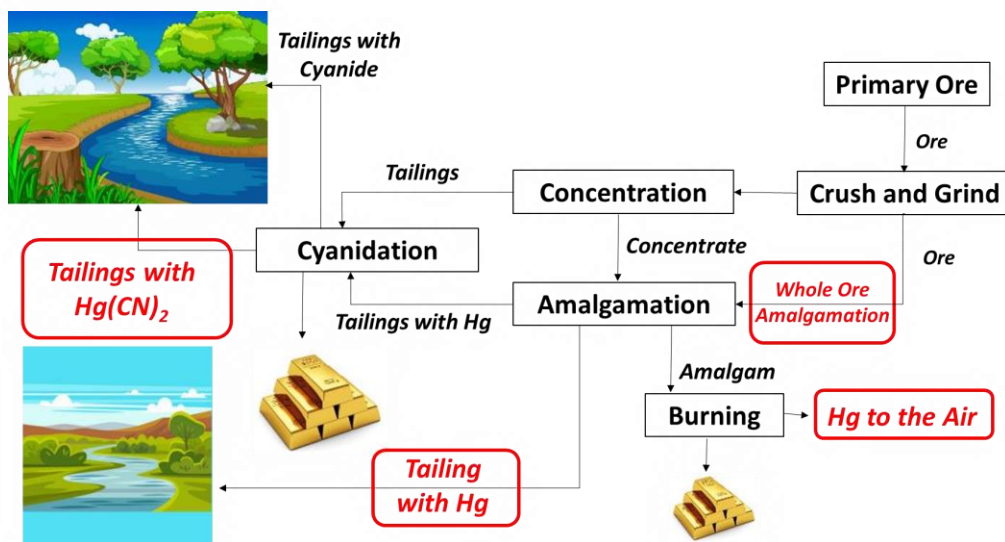 Tailings with
Cyanide
Primary Ore
Ore
Tailings
Concentration
Crush and Grind
Cyanidation
Concentrate
Ore
Tailings with
Hg(CN)₂
Tailings with Hg
Amalgamation
Whole Ore
Amalgamation
Amalgam
Burning
Hg to the Air
Tailing
with Hg